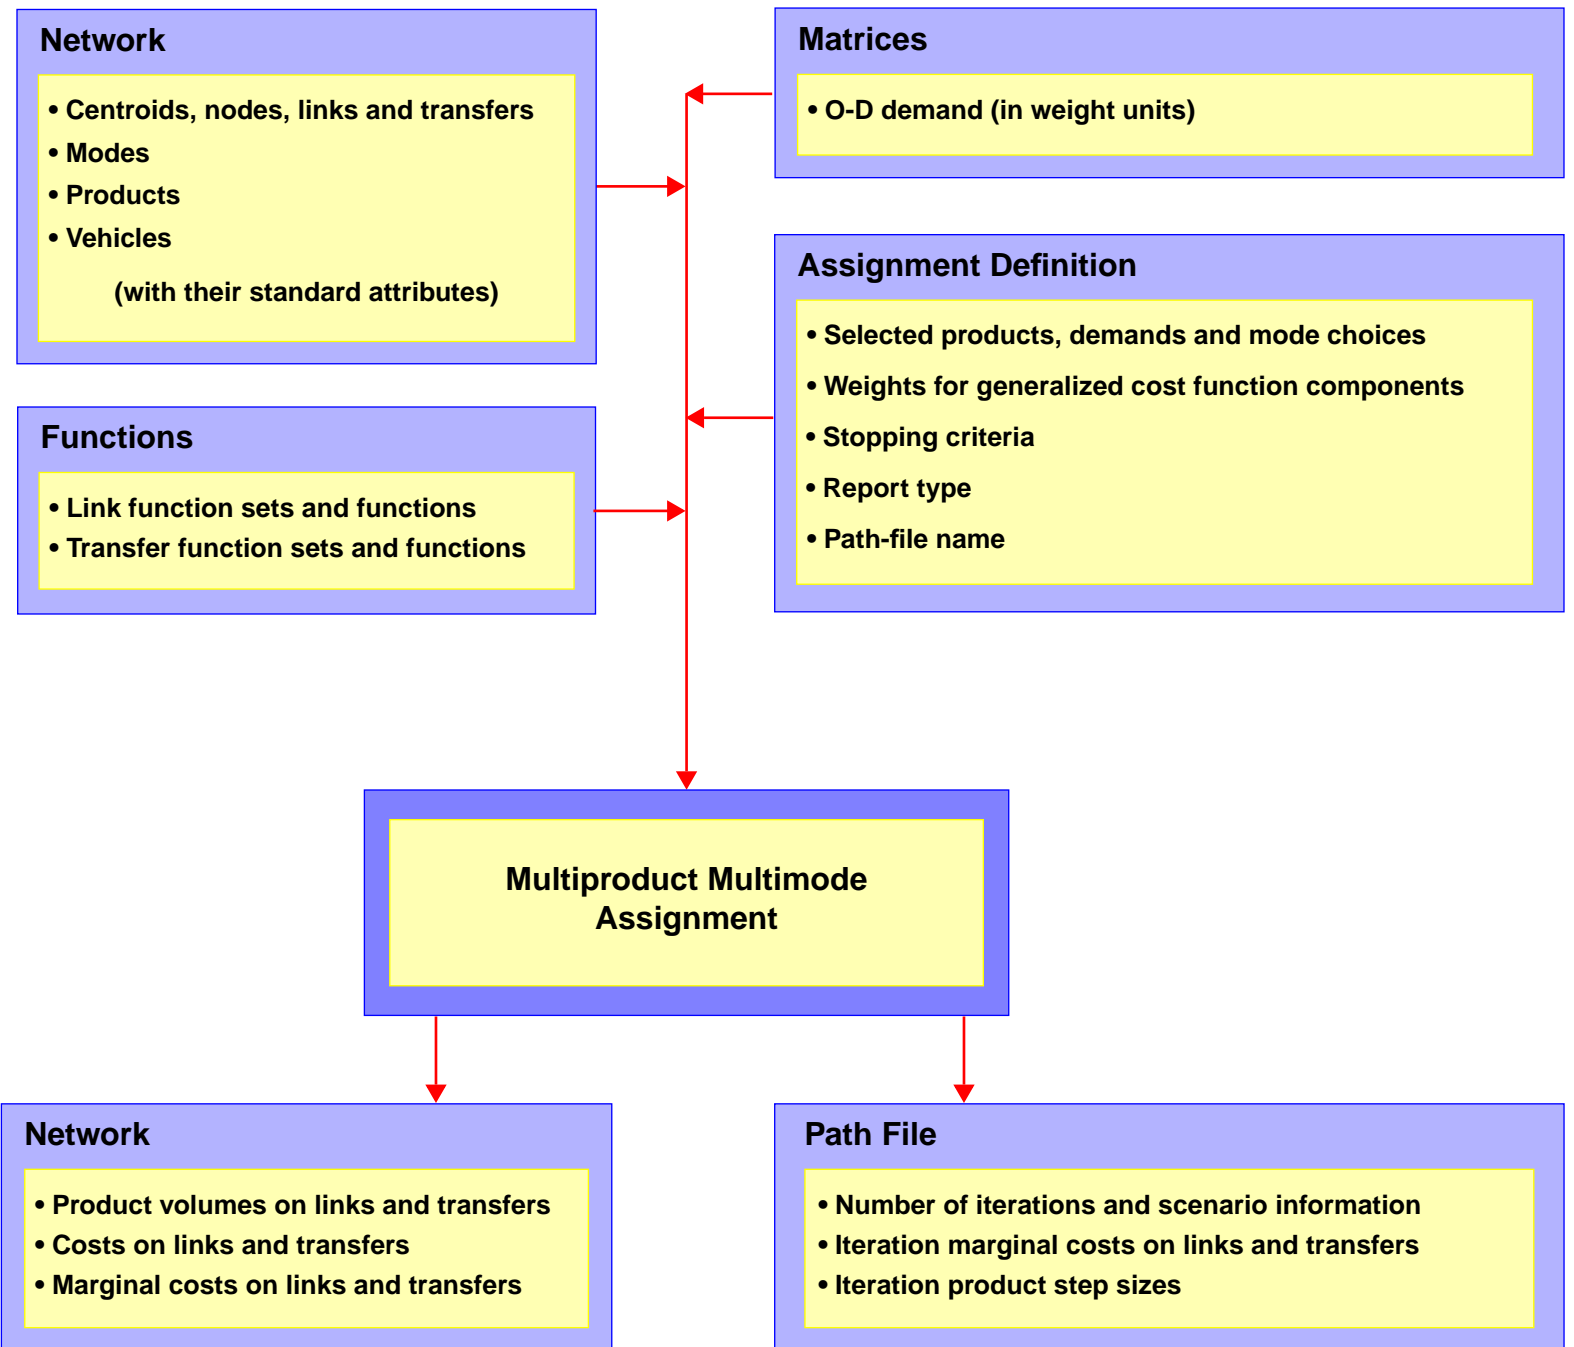 Network
• Centroids, nodes, links and transfers
• Modes
• Products
• Vehicles
(with their standard attributes)
Matrices
• O-D demand (in weight units)
Functions
• Link function sets and functions
• Transfer function sets and functions
Assignment Definition
• Selected products, demands and mode choices
• Weights for generalized cost function components
• Stopping criteria
• Report type
• Path-file name
Multiproduct Multimode
Assignment
Network
• Product volumes on links and transfers
• Costs on links and transfers
• Marginal costs on links and transfers
Path File
• Number of iterations and scenario information
• Iteration marginal costs on links and transfers
• Iteration product step sizes